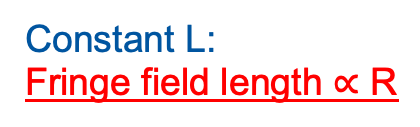 Constant L:
Fringe field length ∝ R